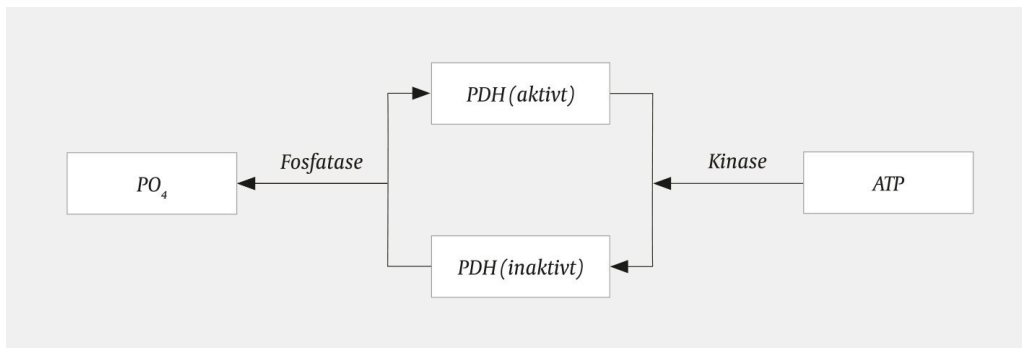 PDH (aktivt)
Fosfatase
Kinase
PO₄
ATP
PDH (inaktivt)